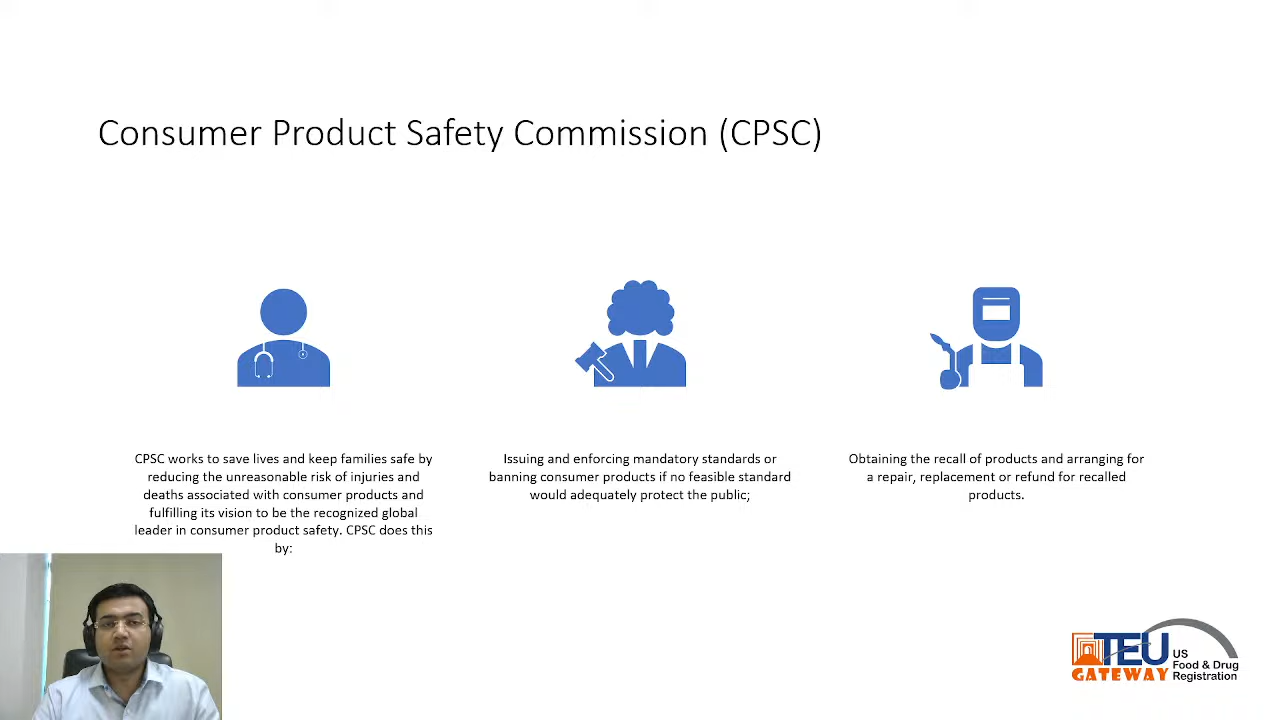 Consumer Product Safety Commission (CPSC)
CPSC works to save lives and keep families safe by
reducing the unreasonable risk of injuries and
deaths associated with consumer products and
fulfilling its vision to be the recognized global
leader in consumer product safety. CPSC does this
by:
Issuing and enforcing mandatory standards or
banning consumer products if no feasible standard
would adequately protect the public;
Obtaining the recall of products and arranging for
a repair, replacement or refund for recalled
products.
TEU
GATEWAY
US
Food & Drug
Registration